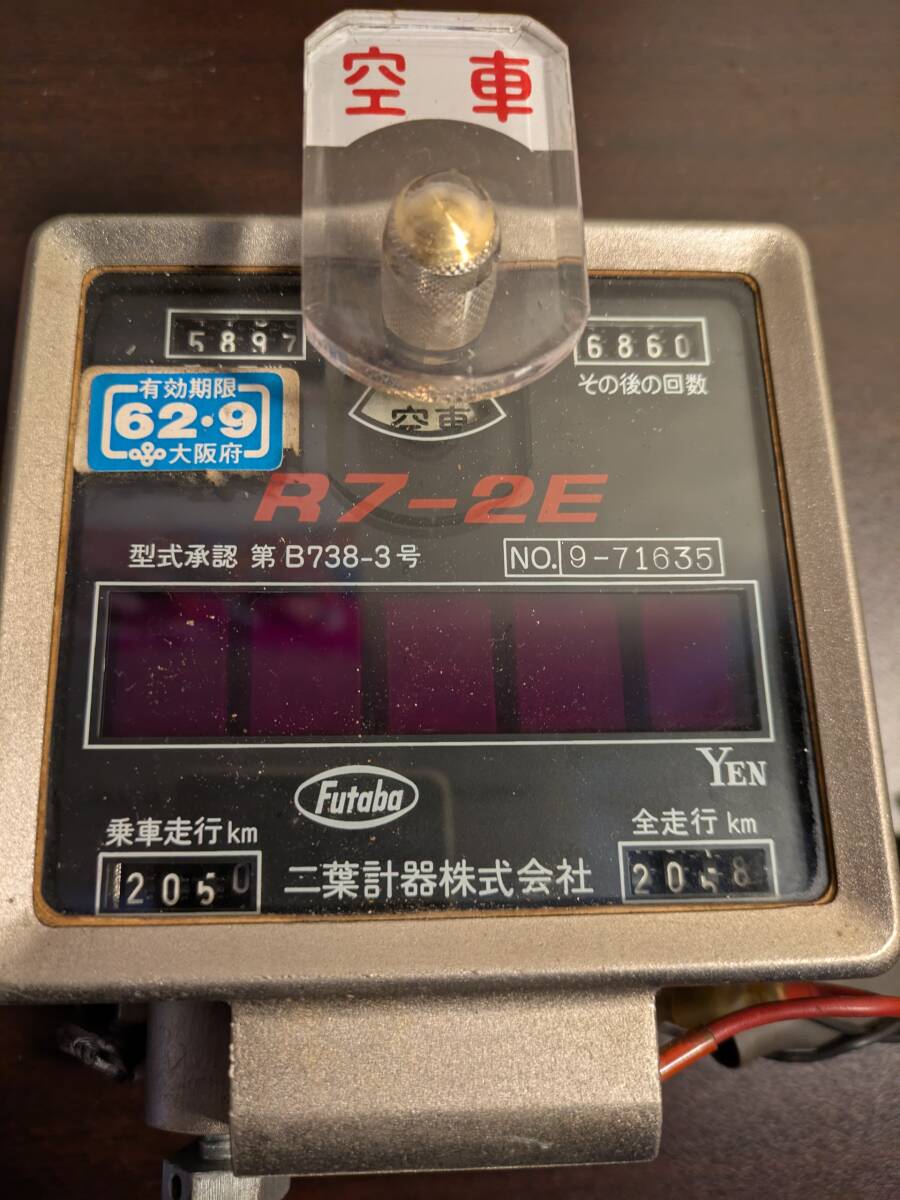 空車
5897
6860
その後の回数
有効期限
62・9
大阪府
空車
R7-2E
型式承認 第B738-3号
NO. 9-71635
YEN
Futaba
乗車走行km
全走行km
2050
二葉計器株式会社